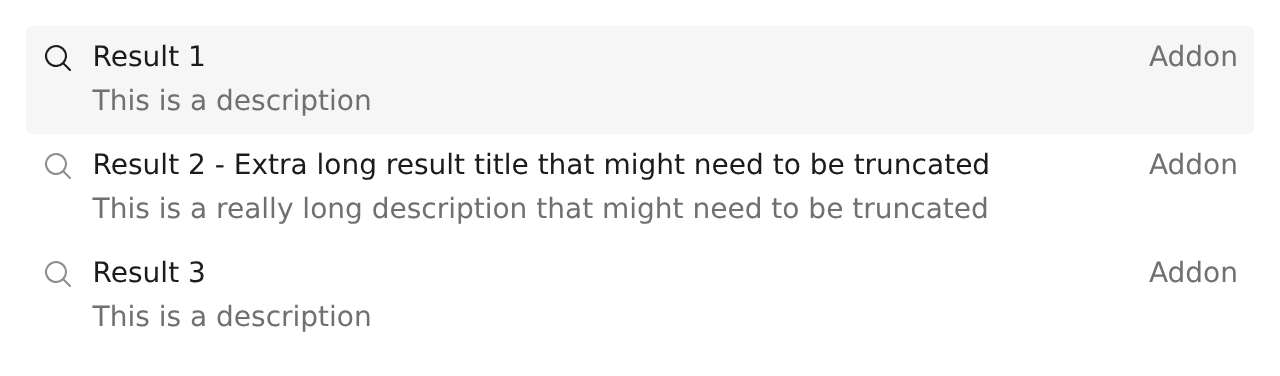 Result 1 Addon
This is a description
Result 2 - Extra long result title that might need to be truncated Addon
This is a really long description that might need to be truncated
Result 3 Addon
This is a description